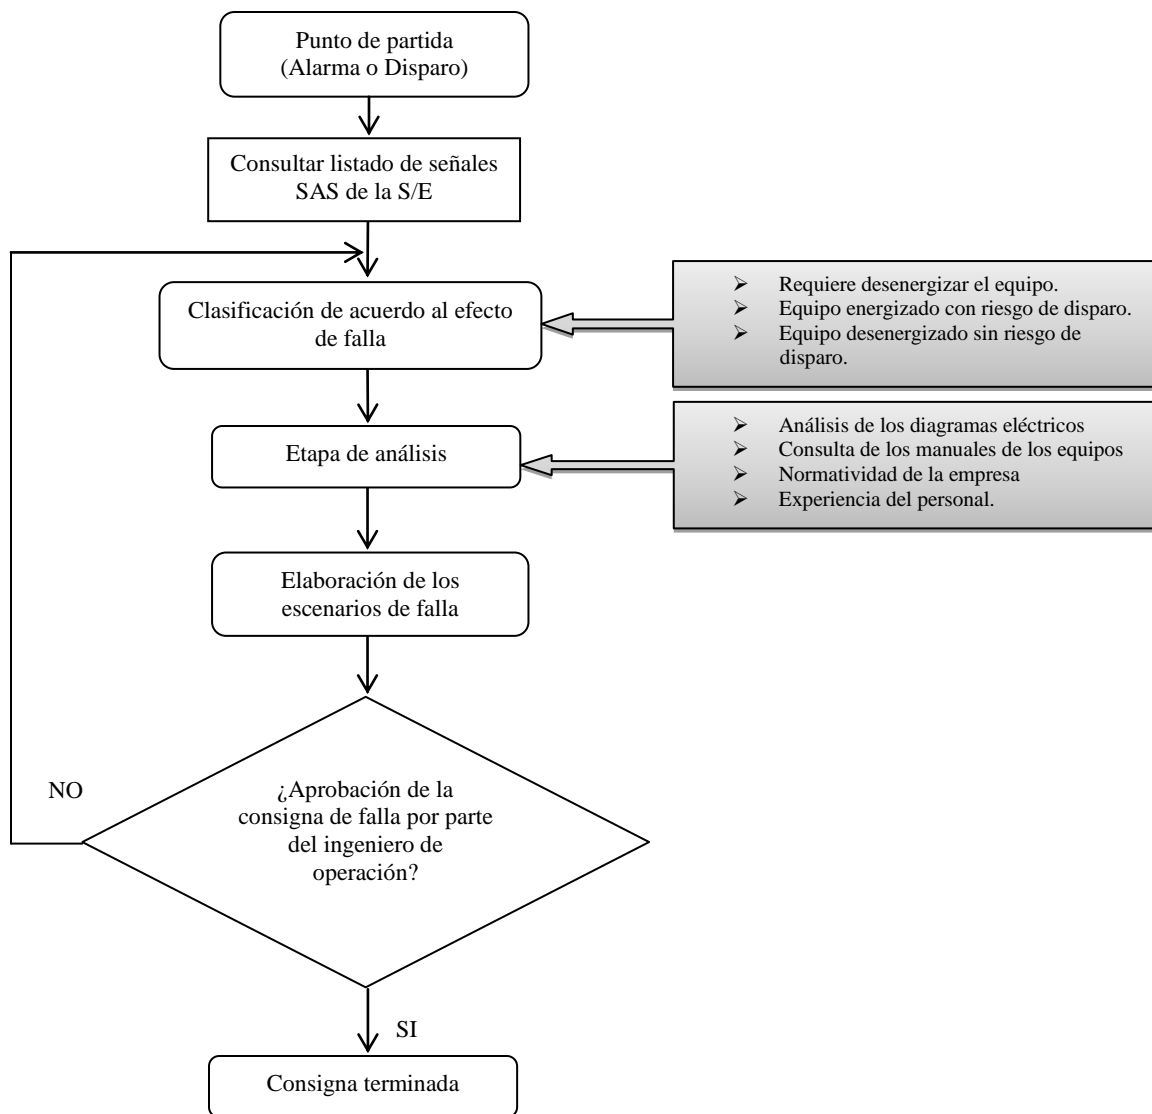 Punto de partida
(Alarma o Disparo)
Consultar listado de señales
SAS de la S/E
Clasificación de acuerdo al efecto
de falla
➢ Requiere desenergizar el equipo.
➢ Equipo energizado con riesgo de disparo.
➢ Equipo desenergizado sin riesgo de
disparo.
Etapa de análisis
➢ Análisis de los diagramas eléctricos
➢ Consulta de los manuales de los equipos
➢ Normatividad de la empresa
➢ Experiencia del personal.
Elaboración de los
escenarios de falla
NO
¿Aprobación de la
consigna de falla por parte
del ingeniero de
operación?
SI
Consigna terminada